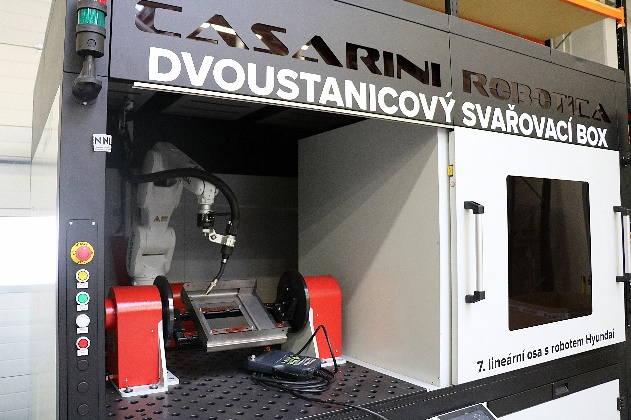 CASARINI ROBOTICA
DVOUSTANICOVÝ SVAŘOVACÍ BOX
7. lineární osa s robotem Hyundai